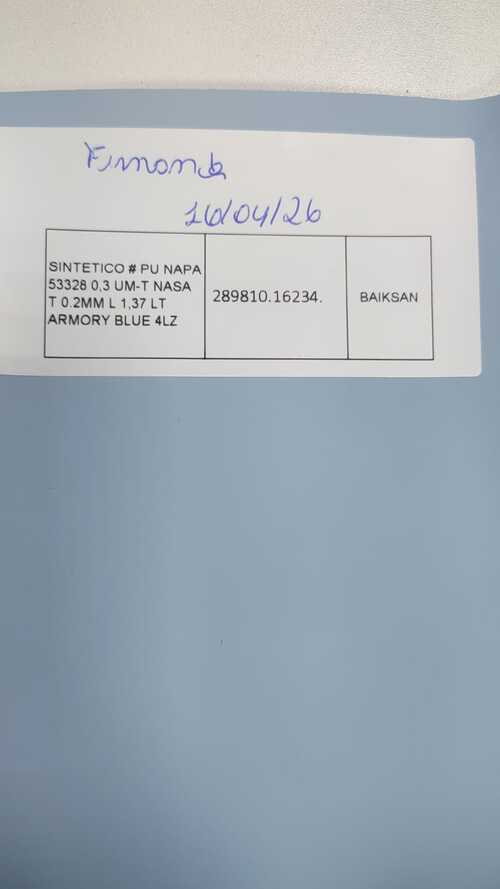 Fernanda
16/04/26
SINTETICO # PU NAPA
53328 0,3 UM-T NASA
T 0.2MM L 1,37 LT
ARMORY BLUE 4LZ
289810.16234.
BAIKSAN